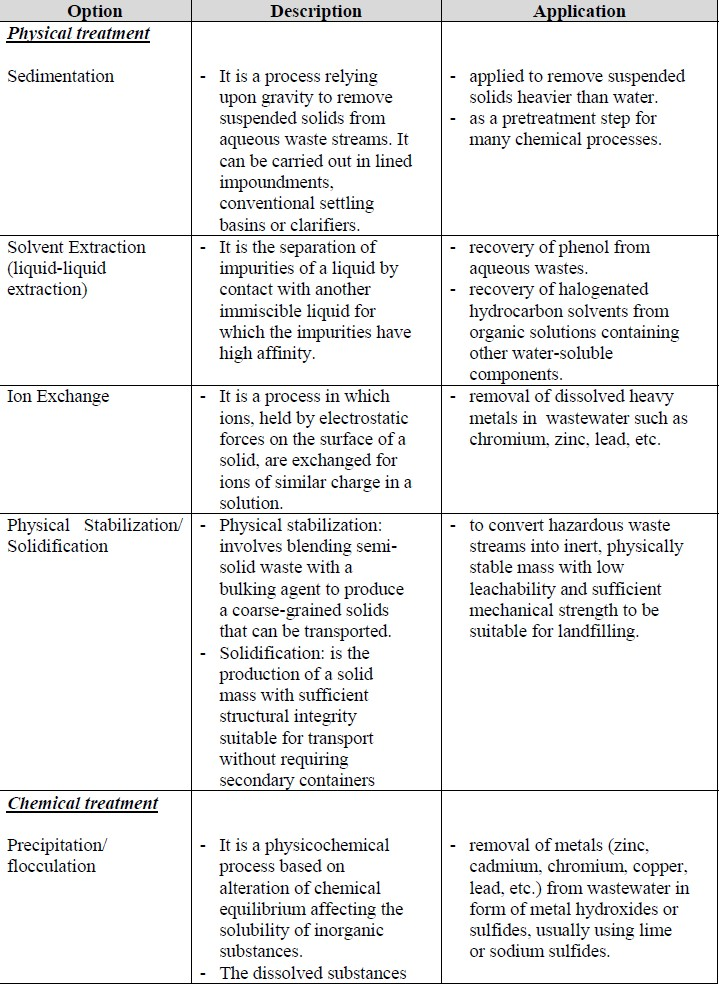 Option
Description
Application
Physical treatment
Sedimentation
- It is a process relying
upon gravity to remove
suspended solids from
aqueous waste streams. It
can be carried out in lined
impoundments,
conventional settling
basins or clarifiers.
- applied to remove suspended
solids heavier than water.
- as a pretreatment step for
many chemical processes.
Solvent Extraction
(liquid-liquid
extraction)
- It is the separation of
impurities of a liquid by
contact with another
immiscible liquid for
which the impurities have
high affinity.
- recovery of phenol from
aqueous wastes.
- recovery of halogenated
hydrocarbon solvents from
organic solutions containing
other water-soluble
components.
Ion Exchange
- It is a process in which
ions, held by electrostatic
forces on the surface of a
solid, are exchanged for
ions of similar charge in a
solution.
- removal of dissolved heavy
metals in wastewater such as
chromium, zinc, lead, etc.
Physical Stabilization/
Solidification
- Physical stabilization:
involves blending semi-
solid waste with a
bulking agent to produce
a coarse-grained solids
that can be transported.
- Solidification: is the
production of a solid
mass with sufficient
structural integrity
suitable for transport
without requiring
secondary containers
- to convert hazardous waste
streams into inert, physically
stable mass with low
leachability and sufficient
mechanical strength to be
suitable for landfilling.
Chemical treatment
Precipitation/
flocculation
- It is a physicochemical
process based on
alteration of chemical
equilibrium affecting the
solubility of inorganic
substances.
- The dissolved substances
- removal of metals (zinc,
cadmium, chromium, copper,
lead, etc.) from wastewater in
form of metal hydroxides or
sulfides, usually using lime
or sodium sulfides.